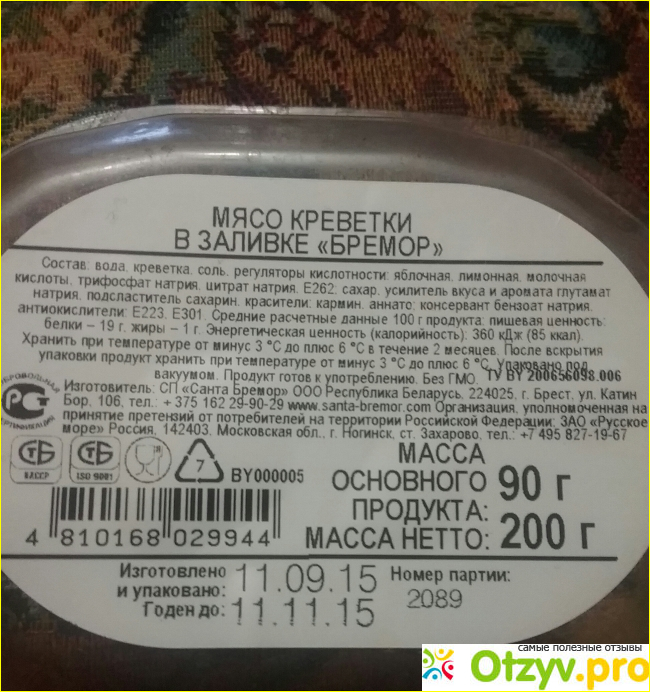 МЯСО КРЕВЕТКИ
В ЗАЛИВКЕ «БРЕМОР»
Состав: вода, креветка, соль, регуляторы кислотности: яблочная, лимонная, молочная
кислоты, трифосфат натрия, цитрат натрия, Е262; сахар, усилитель вкуса и аромата глутамат
натрия, подсластитель сахарин, красители: кармин, аннато; консервант бензоат натрия,
антиокислители: Е223, Е301. Средние расчетные данные 100 г продукта: пищевая ценность:
белки – 19 г, жиры – 1 г. Энергетическая ценность (калорийность): 360 кДж (85 ккал).
Хранить при температуре от минус 3 °С до плюс 6 °С в течение 2 месяцев. После вскрытия
упаковки продукт хранить при температуре от минус 3 °С до плюс 6 °С. Упаковано под
вакуумом. Продукт готов к употреблению. Без ГМО. TY BY 200656098.006
Изготовитель: СП «Санта Бремор» ООО Республика Беларусь, 224025, г. Брест, ул. Катин
Бор, 106, тел.: + 375 162 29-90-29 www.santa-bremor.com Организация, уполномоченная на
принятие претензий от потребителей на территории Российской Федерации: ЗАО «Русское
море» Россия, 142403, Московская обл., г. Ногинск, ст. Захарово, тел.: +7 495 827-19-67
ДОБРОВОЛЬНАЯ
РСТ
СЕРТИФИКАЦИЯ
СТБ
НАССР
СТБ
ISO 9001
7
BY000005
МАССА
ОСНОВНОГО
ПРОДУКТА: 90 г
МАССА НЕТТО: 200 г
4 810168 029944
Изготовлено
и упаковано: 11.09.15
Годен до: 11.11.15
Номер партии:
2089
самые полезные отзывы
Otzyv.pro